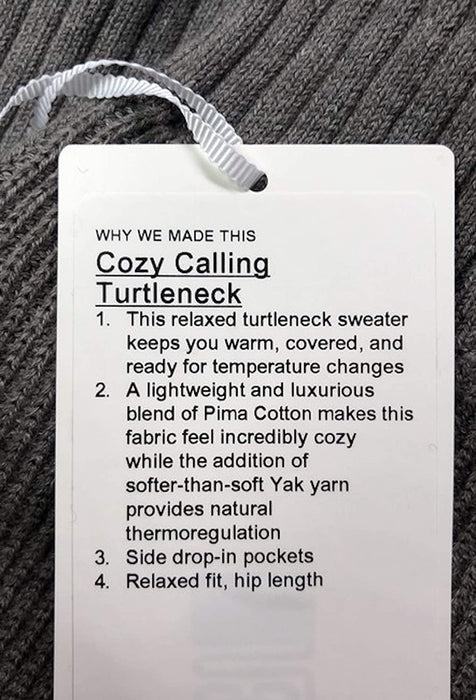 WHY WE MADE THIS
Cozy Calling
Turtleneck
1. This relaxed turtleneck sweater
keeps you warm, covered, and
ready for temperature changes
2. A lightweight and luxurious
blend of Pima Cotton makes this
fabric feel incredibly cozy
while the addition of
softer-than-soft Yak yarn
provides natural
thermoregulation
3. Side drop-in pockets
4. Relaxed fit, hip length